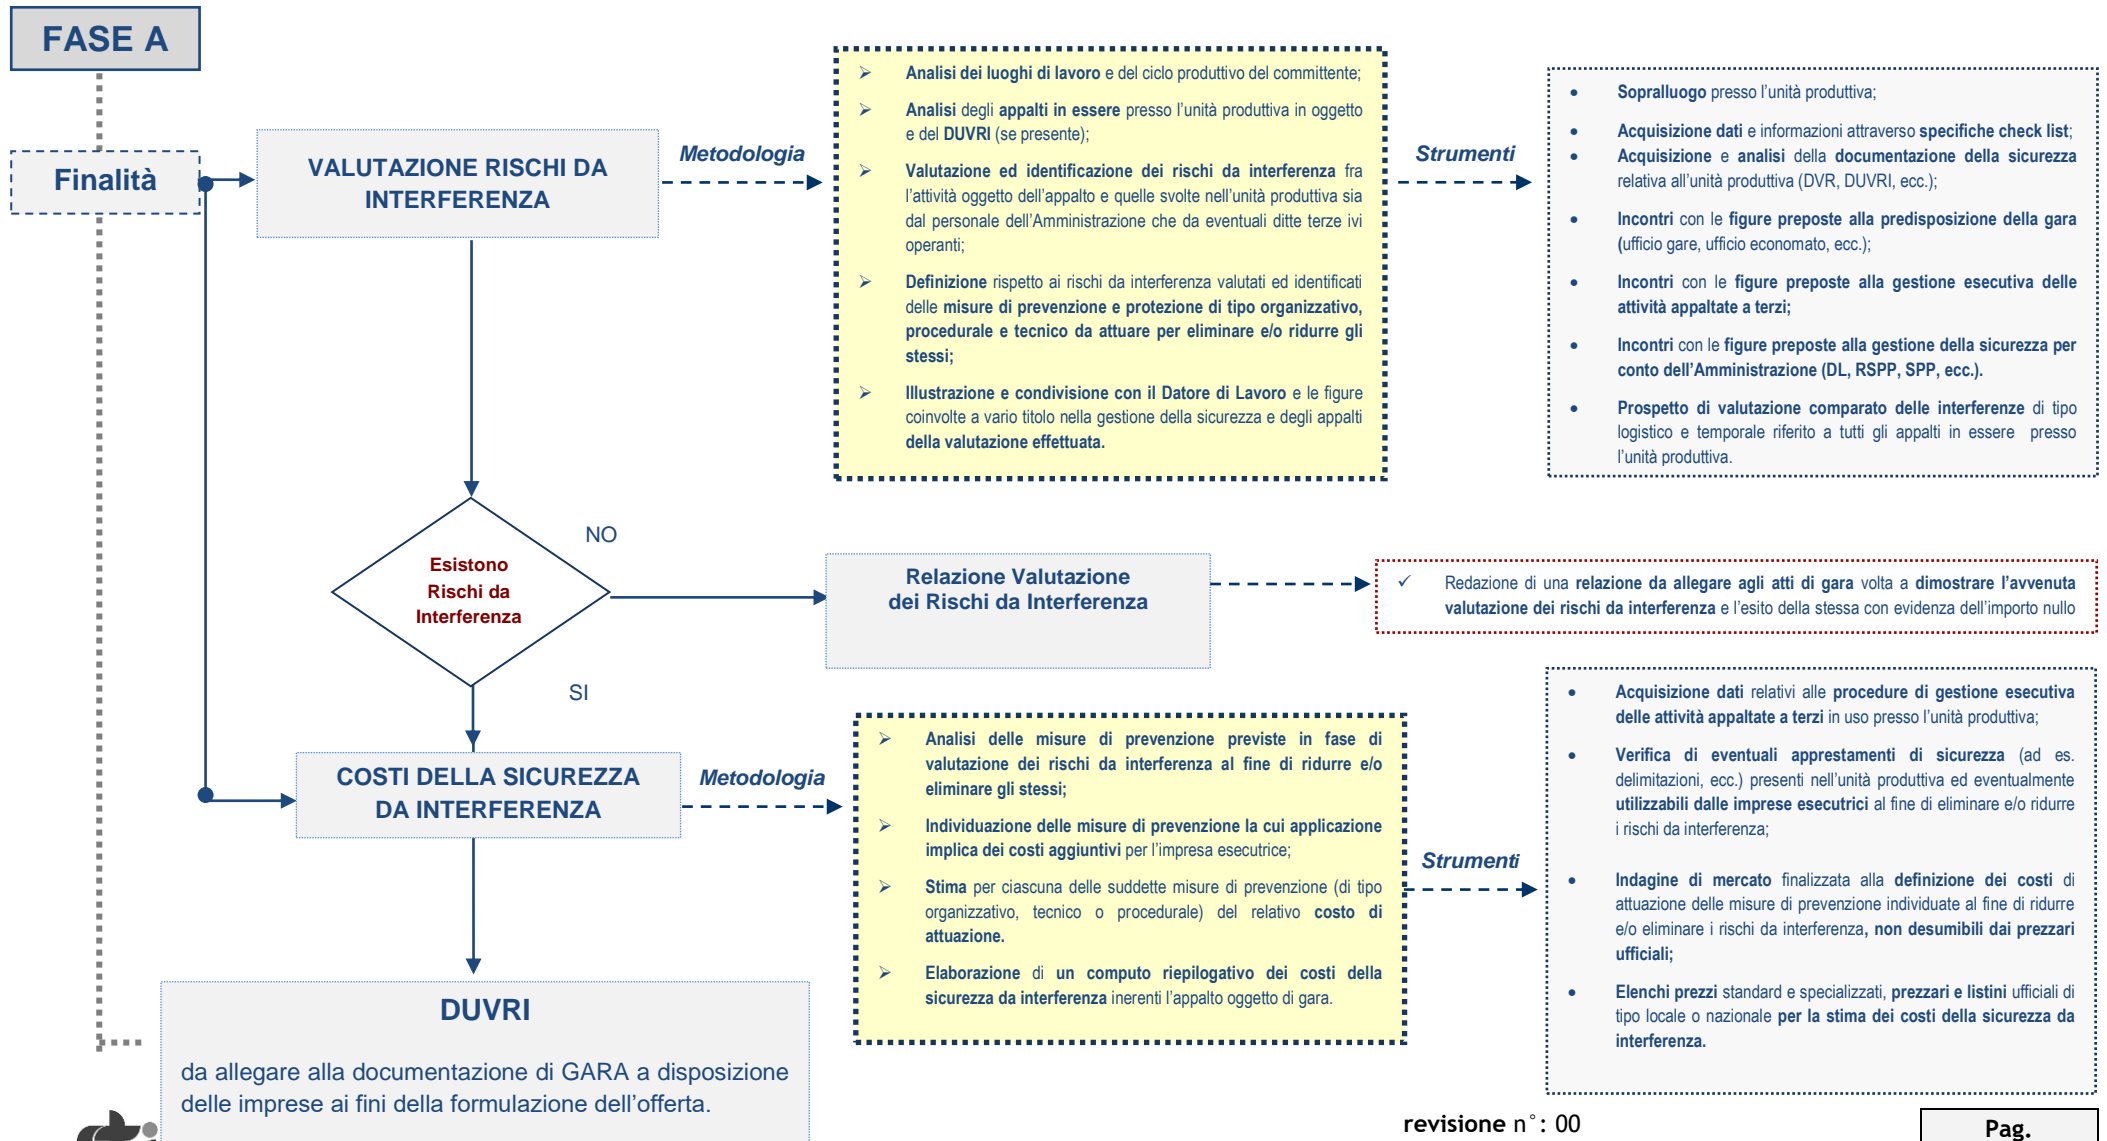 FASE A
Finalità
VALUTAZIONE RISCHI DA
INTERFERENZA
Metodologia
➢ Analisi dei luoghi di lavoro e del ciclo produttivo del committente;
➢ Analisi degli appalti in essere presso l'unità produttiva in oggetto
e del DUVRI (se presente);
➢ Valutazione ed identificazione dei rischi da interferenza fra
l'attività oggetto dell'appalto e quelle svolte nell'unità produttiva sia
dal personale dell'Amministrazione che da eventuali ditte terze ivi
operanti;
➢ Definizione rispetto ai rischi da interferenza valutati ed identificati
delle misure di prevenzione e protezione di tipo organizzativo,
procedurale e tecnico da attuare per eliminare e/o ridurre gli
stessi;
➢ Illustrazione e condivisione con il Datore di Lavoro e le figure
coinvolte a vario titolo nella gestione della sicurezza e degli appalti
della valutazione effettuata.
Strumenti
• Sopralluogo presso l'unità produttiva;
• Acquisizione dati e informazioni attraverso specifiche check list;
• Acquisizione e analisi della documentazione della sicurezza
relativa all'unità produttiva (DVR, DUVRI, ecc.);
• Incontri con le figure preposte alla predisposizione della gara
(ufficio gare, ufficio economato, ecc.);
• Incontri con le figure preposte alla gestione esecutiva delle
attività appaltate a terzi;
• Incontri con le figure preposte alla gestione della sicurezza per
conto dell'Amministrazione (DL, RSPP, SPP, ecc.).
• Prospetto di valutazione comparato delle interferenze di tipo
logistico e temporale riferito a tutti gli appalti in essere presso
l'unità produttiva.
Esistono
Rischi da
Interferenza
NO
Relazione Valutazione
dei Rischi da Interferenza
✓ Redazione di una relazione da allegare agli atti di gara volta a dimostrare l'avvenuta
valutazione dei rischi da interferenza e l'esito della stessa con evidenza dell'importo nullo
SI
COSTI DELLA SICUREZZA
DA INTERFERENZA
Metodologia
➢ Analisi delle misure di prevenzione previste in fase di
valutazione dei rischi da interferenza al fine di ridurre e/o
eliminare gli stessi;
➢ Individuazione delle misure di prevenzione la cui applicazione
implica dei costi aggiuntivi per l'impresa esecutrice;
➢ Stima per ciascuna delle suddette misure di prevenzione (di tipo
organizzativo, tecnico o procedurale) del relativo costo di
attuazione.
➢ Elaborazione di un computo riepilogativo dei costi della
sicurezza da interferenza inerenti l'appalto oggetto di gara.
Strumenti
• Acquisizione dati relativi alle procedure di gestione esecutiva
delle attività appaltate a terzi in uso presso l'unità produttiva;
• Verifica di eventuali apprestamenti di sicurezza (ad es.
delimitazioni, ecc.) presenti nell'unità produttiva ed eventualmente
utilizzabili dalle imprese esecutrici al fine di eliminare e/o ridurre
i rischi da interferenza;
• Indagine di mercato finalizzata alla definizione dei costi di
attuazione delle misure di prevenzione individuate al fine di ridurre
e/o eliminare i rischi da interferenza, non desumibili dai prezzari
ufficiali;
• Elenchi prezzi standard e specializzati, prezzari e listini ufficiali di
tipo locale o nazionale per la stima dei costi della sicurezza da
interferenza.
DUVRI
da allegare alla documentazione di GARA a disposizione
delle imprese ai fini della formulazione dell'offerta.
revisione n°: 00
Pag.